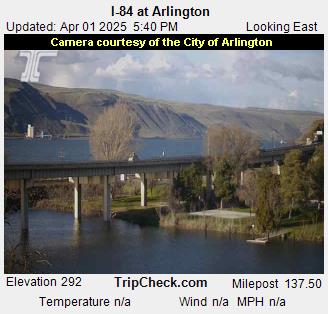 I-84 at Arlington
Updated: Apr 01 2025 5:40 PM Looking East
Camera courtesy of the City of Arlington
Elevation 292 TripCheck.com Milepost 137.50
Temperature n/a Wind n/a MPH n/a